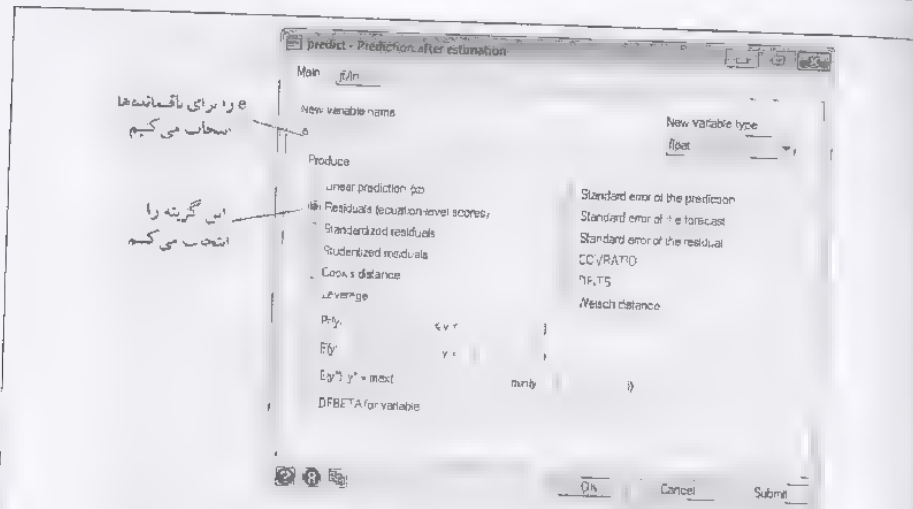 predict - Prediction after estimation
Main if/in
e را برای باقیمانده‌ها
انتخاب می‌کنیم
New variable name
e
New variable type
float
Produce
Linear prediction (xb)
Residuals (equation-level scores)
Standardized residuals
Studentized residuals
Cook's distance
Leverage
این گزینه را
انتخاب می‌کنیم
Standard error of the prediction
Standard error of the forecast
Standard error of the residual
COVRATIO
DFITS
Welsch distance
DFBETA for variable
OK Cancel Submit